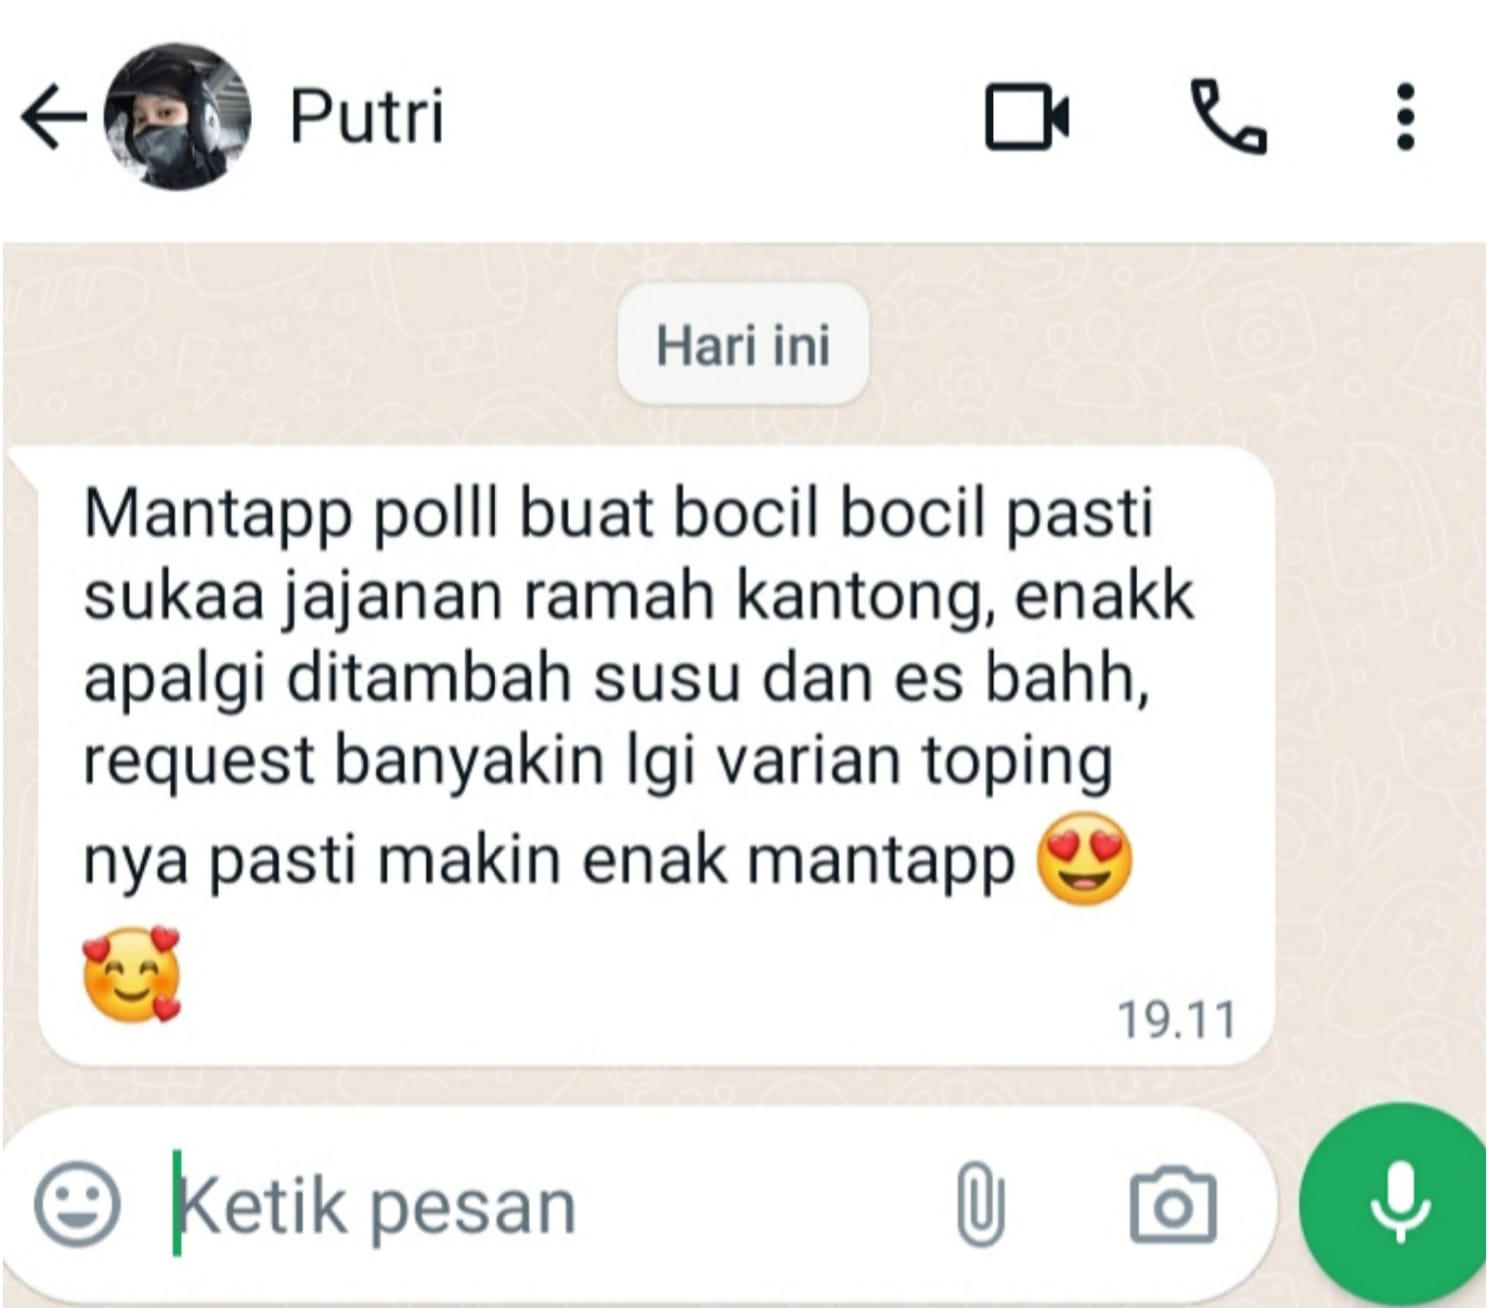 Putri
Hari ini
Mantapp polll buat bocil bocil pasti
sukaa jajanan ramah kantong, enakk
apalgi ditambah susu dan es bahh,
request banyakin lgi varian toping
nya pasti makin enak mantapp 😍
🥰
19.11
Ketik pesan